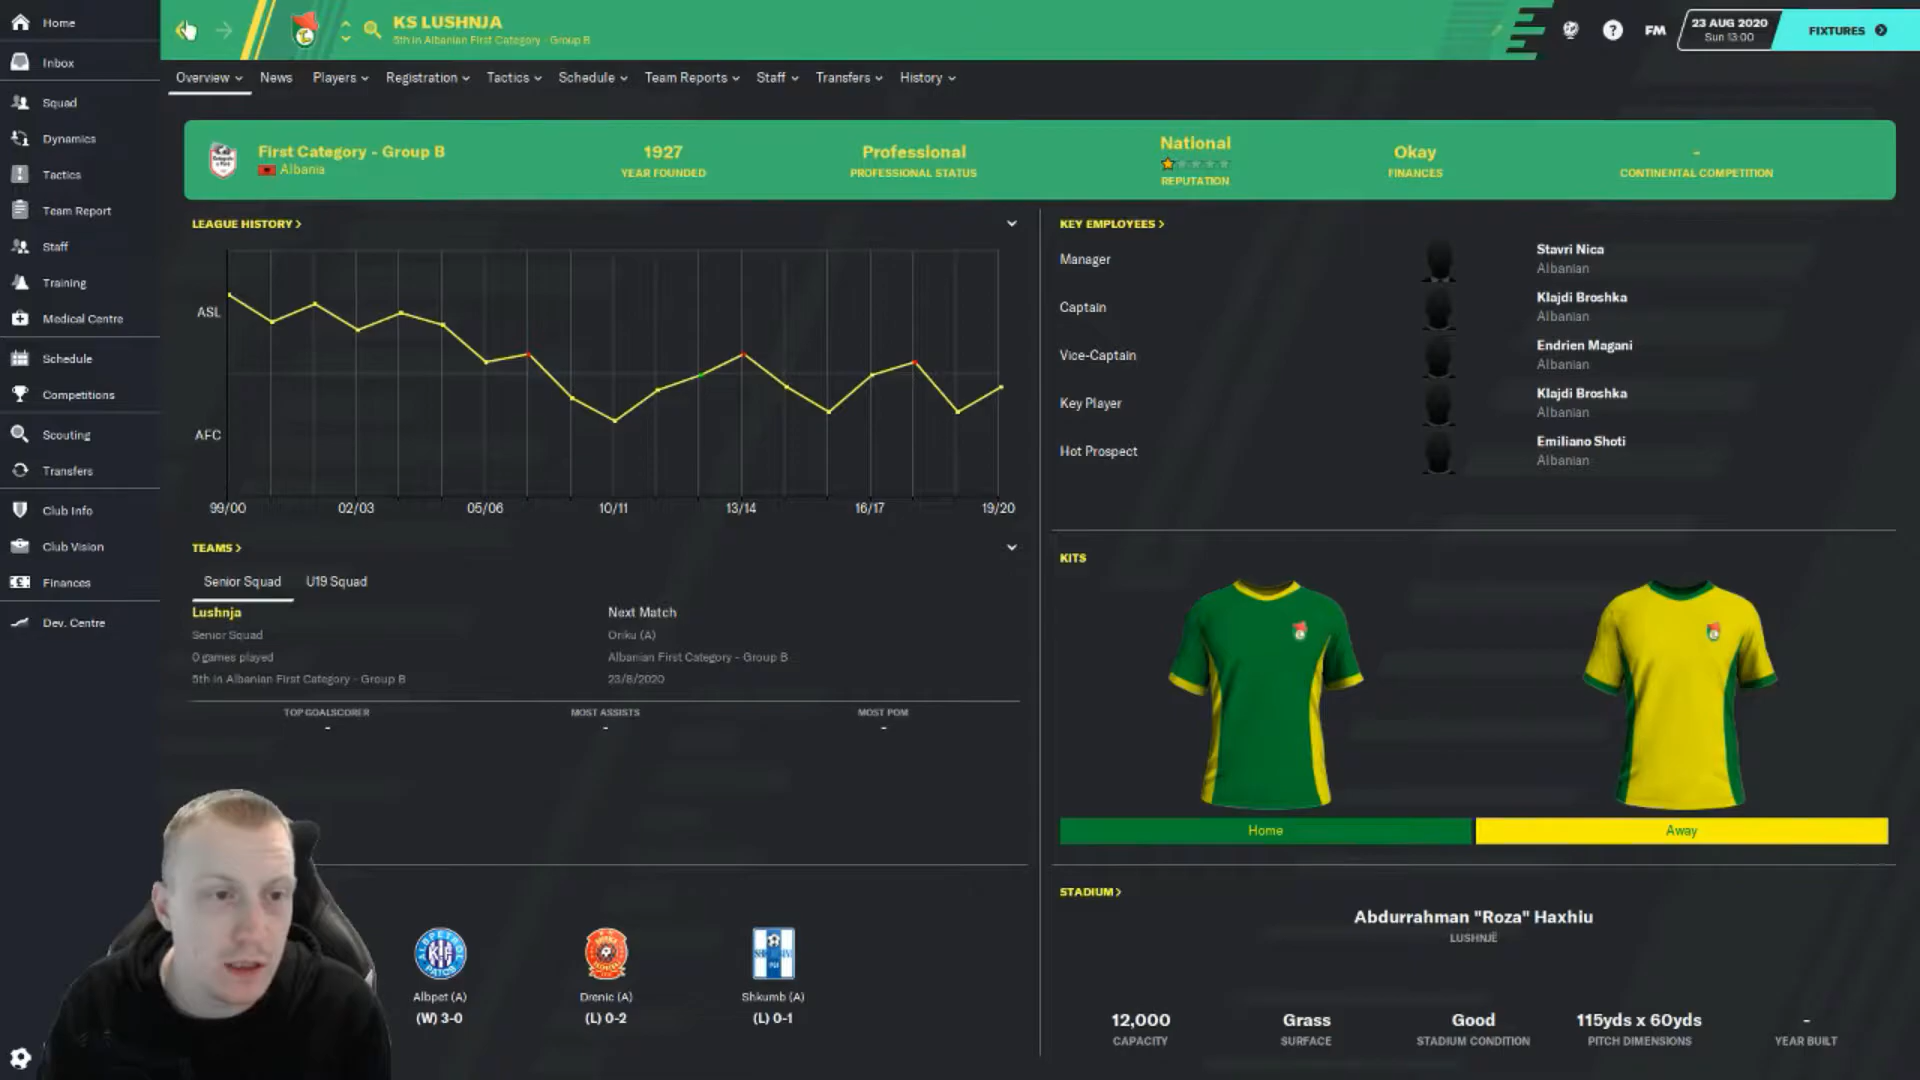 Home
Inbox
Squad
Dynamics
Tactics
Team Report
Staff
Training
Medical Centre
Schedule
Competitions
Scouting
Transfers
Club Info
Club Vision
Finances
Dev. Centre
KS LUSHNJA
5th in Albanian First Category - Group B
FM
23 AUG 2020
Sun 13:00
FIXTURES
Overview News Players Registration Tactics Schedule Team Reports Staff Transfers History
First Category - Group B
Albania
1927
YEAR FOUNDED
Professional
PROFESSIONAL STATUS
National
REPUTATION
Okay
FINANCES
-
CONTINENTAL COMPETITION
LEAGUE HISTORY >
ASL
AFC
99/00 02/03 05/06 10/11 13/14 16/17 19/20
TEAMS >
Senior Squad U19 Squad
Lushnja
Senior Squad
0 games played
5th in Albanian First Category - Group B
Next Match
Oriku (A)
Albanian First Category - Group B
23/8/2020
TOP GOALSCORER
-
MOST ASSISTS
-
MOST POM
-
Albpet (A)
(W) 3-0
Drenic (A)
(L) 0-2
Shkumb (A)
(L) 0-1
KEY EMPLOYEES >
Manager
Stavri Nica
Albanian
Captain
Klajdi Broshka
Albanian
Vice-Captain
Endrien Magani
Albanian
Key Player
Klajdi Broshka
Albanian
Hot Prospect
Emiliano Shoti
Albanian
KITS
Home
Away
STADIUM >
Abdurrahman "Roza" Haxhiu
LUSHNJË
12,000
CAPACITY
Grass
SURFACE
Good
STADIUM CONDITION
115yds x 60yds
PITCH DIMENSIONS
-
YEAR BUILT